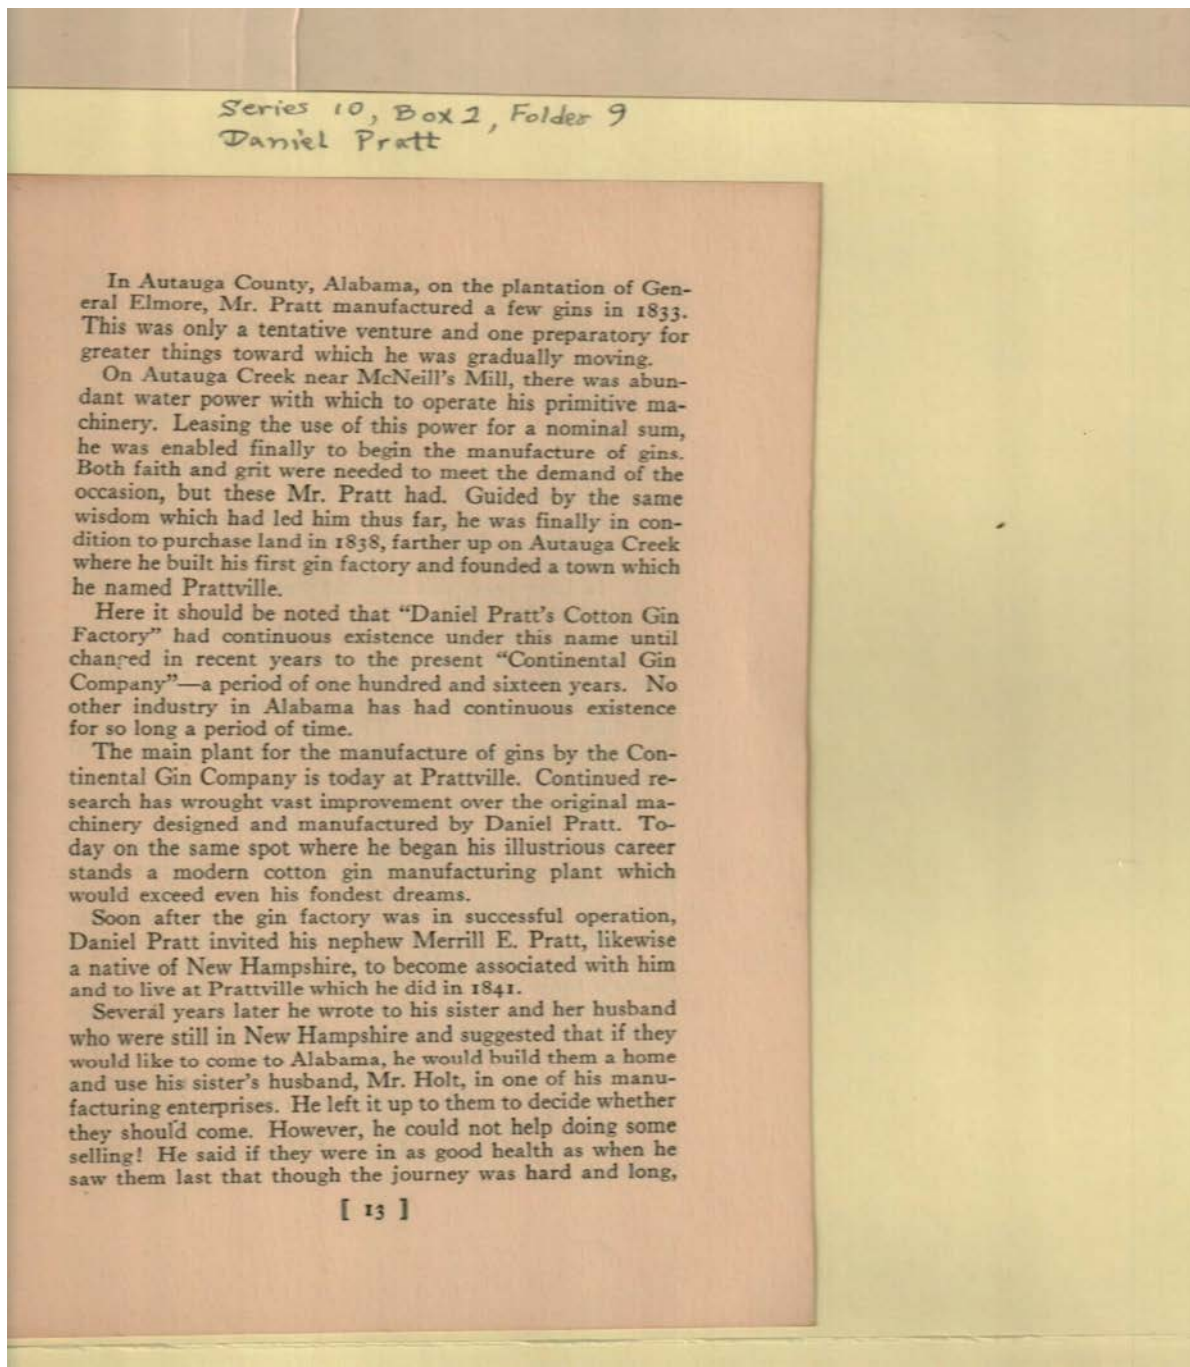 Series 10, Box 2, Folder 9
Daniel Pratt
In Autauga County, Alabama, on the plantation of Gen-
eral Elmore, Mr. Pratt manufactured a few gins in 1833.
This was only a tentative venture and one preparatory for
greater things toward which he was gradually moving.
On Autauga Creek near McNeill's Mill, there was abun-
dant water power with which to operate his primitive ma-
chinery. Leasing the use of this power for a nominal sum,
he was enabled finally to begin the manufacture of gins.
Both faith and grit were needed to meet the demand of the
occasion, but these Mr. Pratt had. Guided by the same
wisdom which had led him thus far, he was finally in con-
dition to purchase land in 1838, farther up on Autauga Creek
where he built his first gin factory and founded a town which
he named Prattville.
Here it should be noted that "Daniel Pratt's Cotton Gin
Factory" had continuous existence under this name until
changed in recent years to the present "Continental Gin
Company"—a period of one hundred and sixteen years. No
other industry in Alabama has had continuous existence
for so long a period of time.
The main plant for the manufacture of gins by the Con-
tinental Gin Company is today at Prattville. Continued re-
search has wrought vast improvement over the original ma-
chinery designed and manufactured by Daniel Pratt. To-
day on the same spot where he began his illustrious career
stands a modern cotton gin manufacturing plant which
would exceed even his fondest dreams.
Soon after the gin factory was in successful operation,
Daniel Pratt invited his nephew Merrill E. Pratt, likewise
a native of New Hampshire, to become associated with him
and to live at Prattville which he did in 1841.
Several years later he wrote to his sister and her husband
who were still in New Hampshire and suggested that if they
would like to come to Alabama, he would build them a home
and use his sister's husband, Mr. Holt, in one of his manu-
facturing enterprises. He left it up to them to decide whether
they should come. However, he could not help doing some
selling! He said if they were in as good health as when he
saw them last that though the journey was hard and long,
[ 13 ]